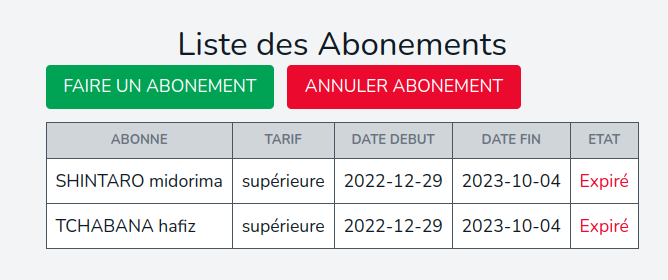 Liste des Abonements
FAIRE UN ABONEMENT ANNULER ABONEMENT
ABONNE TARIF DATE DEBUT DATE FIN ETAT
SHINTARO midorima supérieure 2022-12-29 2023-10-04 Expiré
TCHABANA hafiz supérieure 2022-12-29 2023-10-04 Expiré